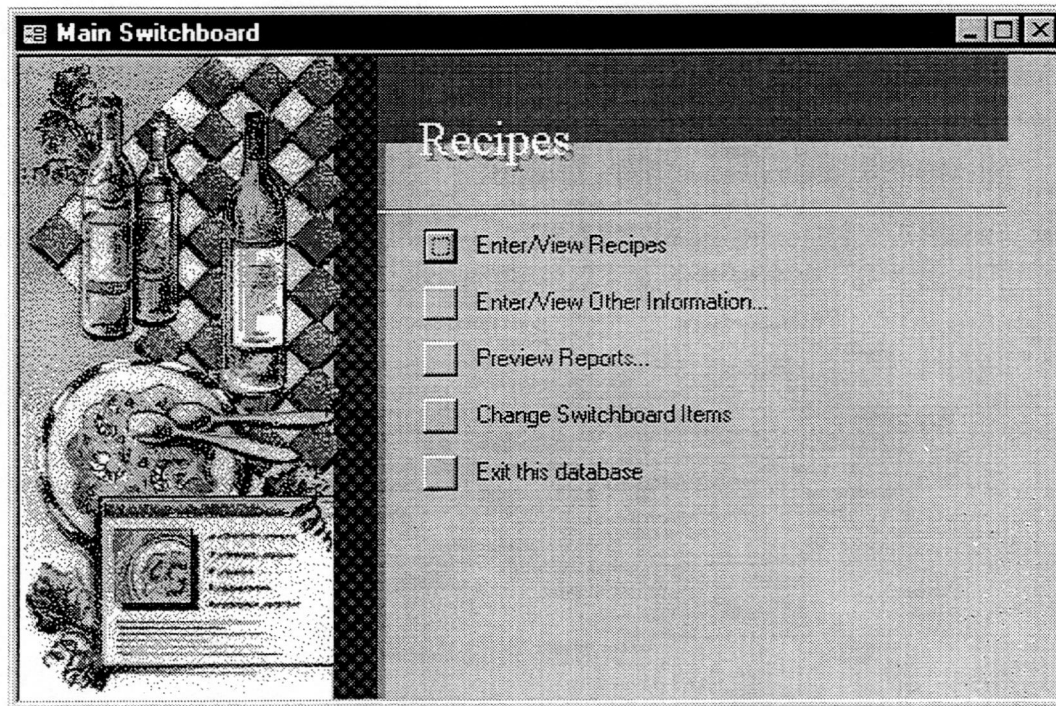 Main Switchboard
Recipes
Enter/View Recipes
Enter/View Other Information...
Preview Reports...
Change Switchboard Items
Exit this database